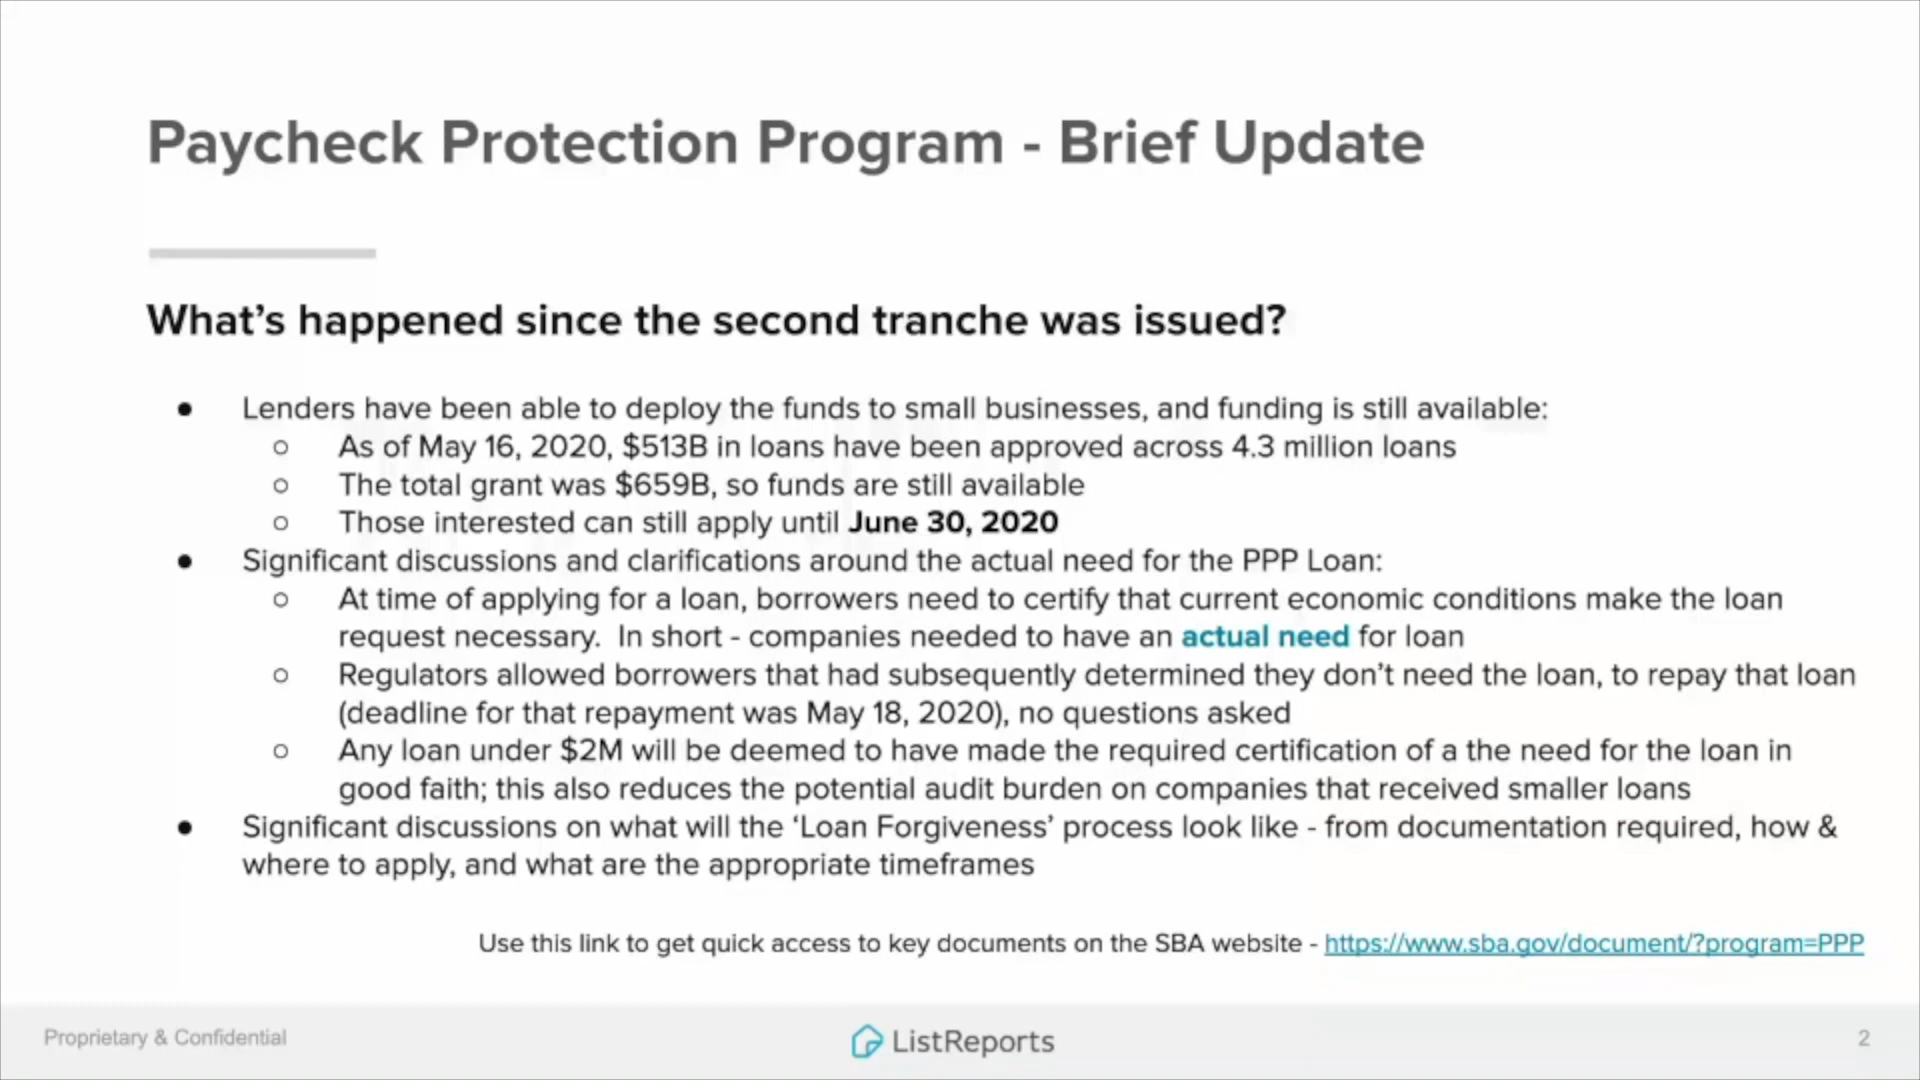 Paycheck Protection Program - Brief Update
What’s happened since the second tranche was issued?
● Lenders have been able to deploy the funds to small businesses, and funding is still available:
○ As of May 16, 2020, $513B in loans have been approved across 4.3 million loans
○ The total grant was $659B, so funds are still available
○ Those interested can still apply until June 30, 2020
● Significant discussions and clarifications around the actual need for the PPP Loan:
○ At time of applying for a loan, borrowers need to certify that current economic conditions make the loan
request necessary.  In short - companies needed to have an actual need for loan
○ Regulators allowed borrowers that had subsequently determined they don’t need the loan, to repay that loan
(deadline for that repayment was May 18, 2020), no questions asked
○ Any loan under $2M will be deemed to have made the required certification of a the need for the loan in
good faith; this also reduces the potential audit burden on companies that received smaller loans
● Significant discussions on what will the ‘Loan Forgiveness’ process look like - from documentation required, how &
where to apply, and what are the appropriate timeframes
Use this link to get quick access to key documents on the SBA website - https://www.sba.gov/document/?program=PPP
Proprietary & Confidential
ListReports
2